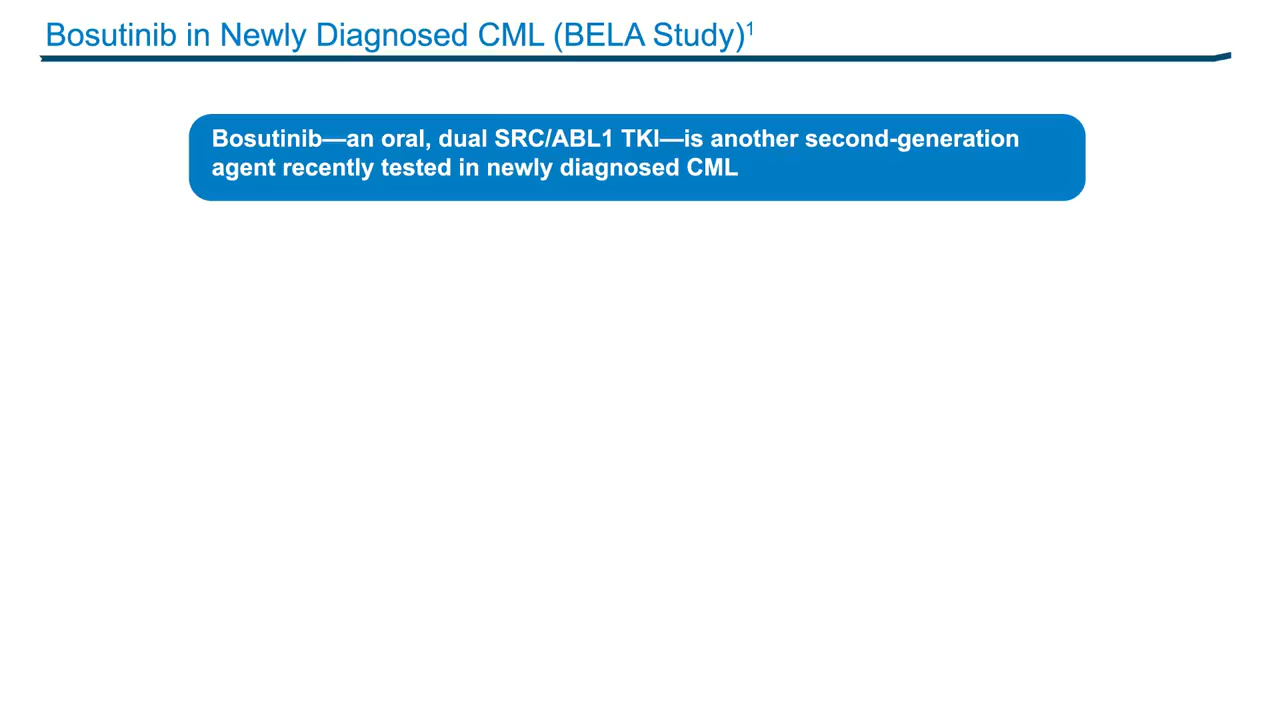 Bosutinib in Newly Diagnosed CML (BELA Study)¹
Bosutinib—an oral, dual SRC/ABL1 TKI—is another second-generation
agent recently tested in newly diagnosed CML